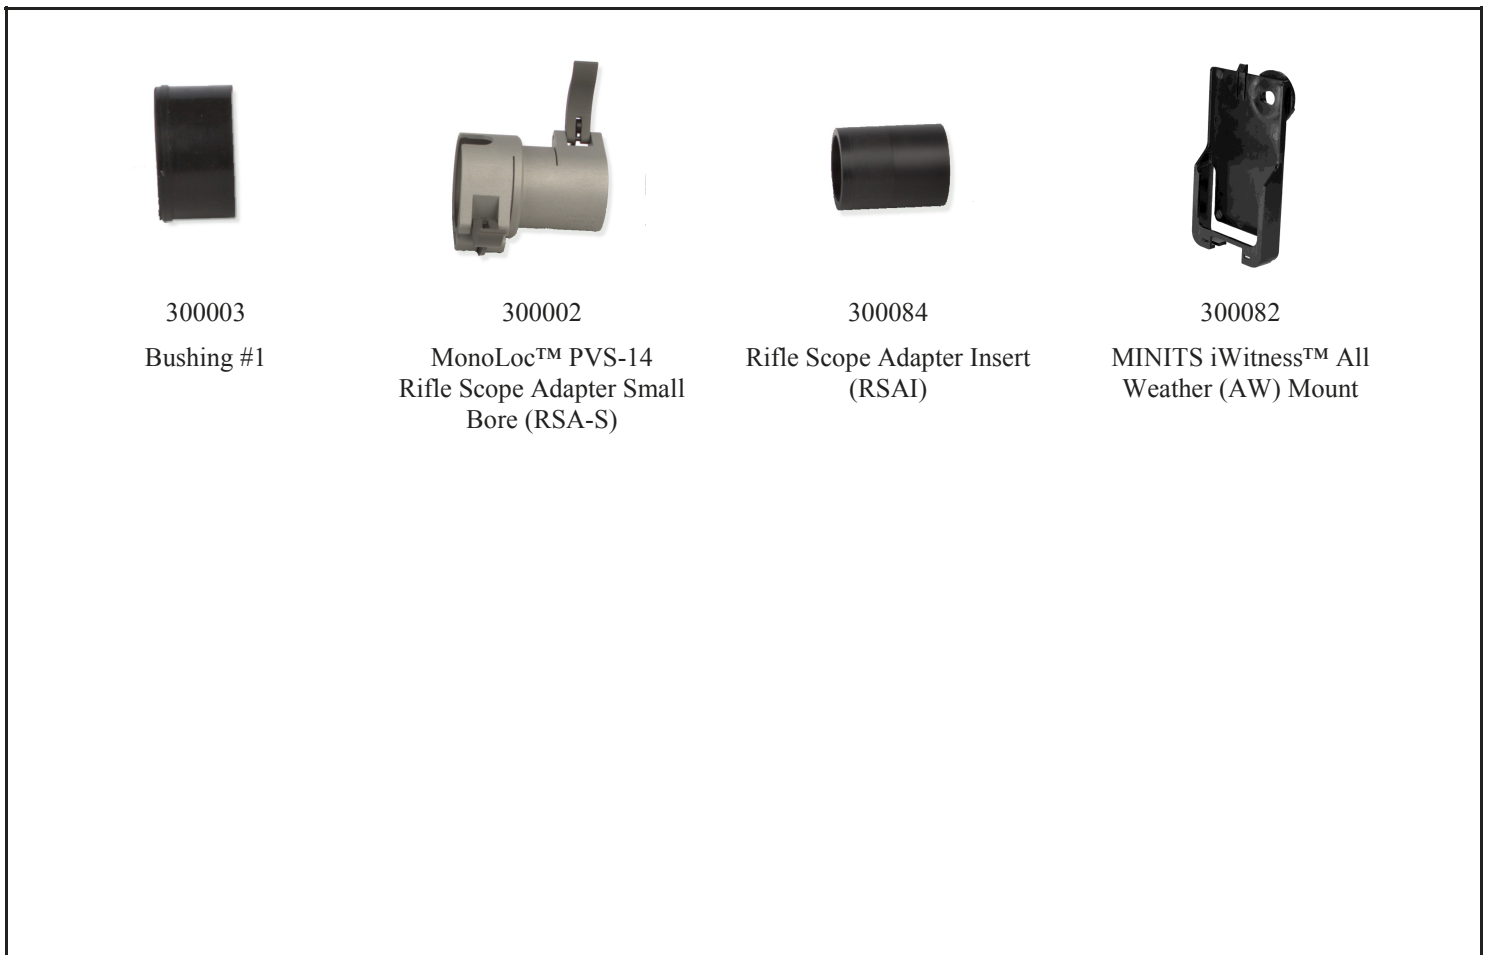 300003
Bushing #1
300002
MonoLoc™ PVS-14
Rifle Scope Adapter Small
Bore (RSA-S)
300084
Rifle Scope Adapter Insert
(RSAI)
300082
MINITS iWitness™ All
Weather (AW) Mount